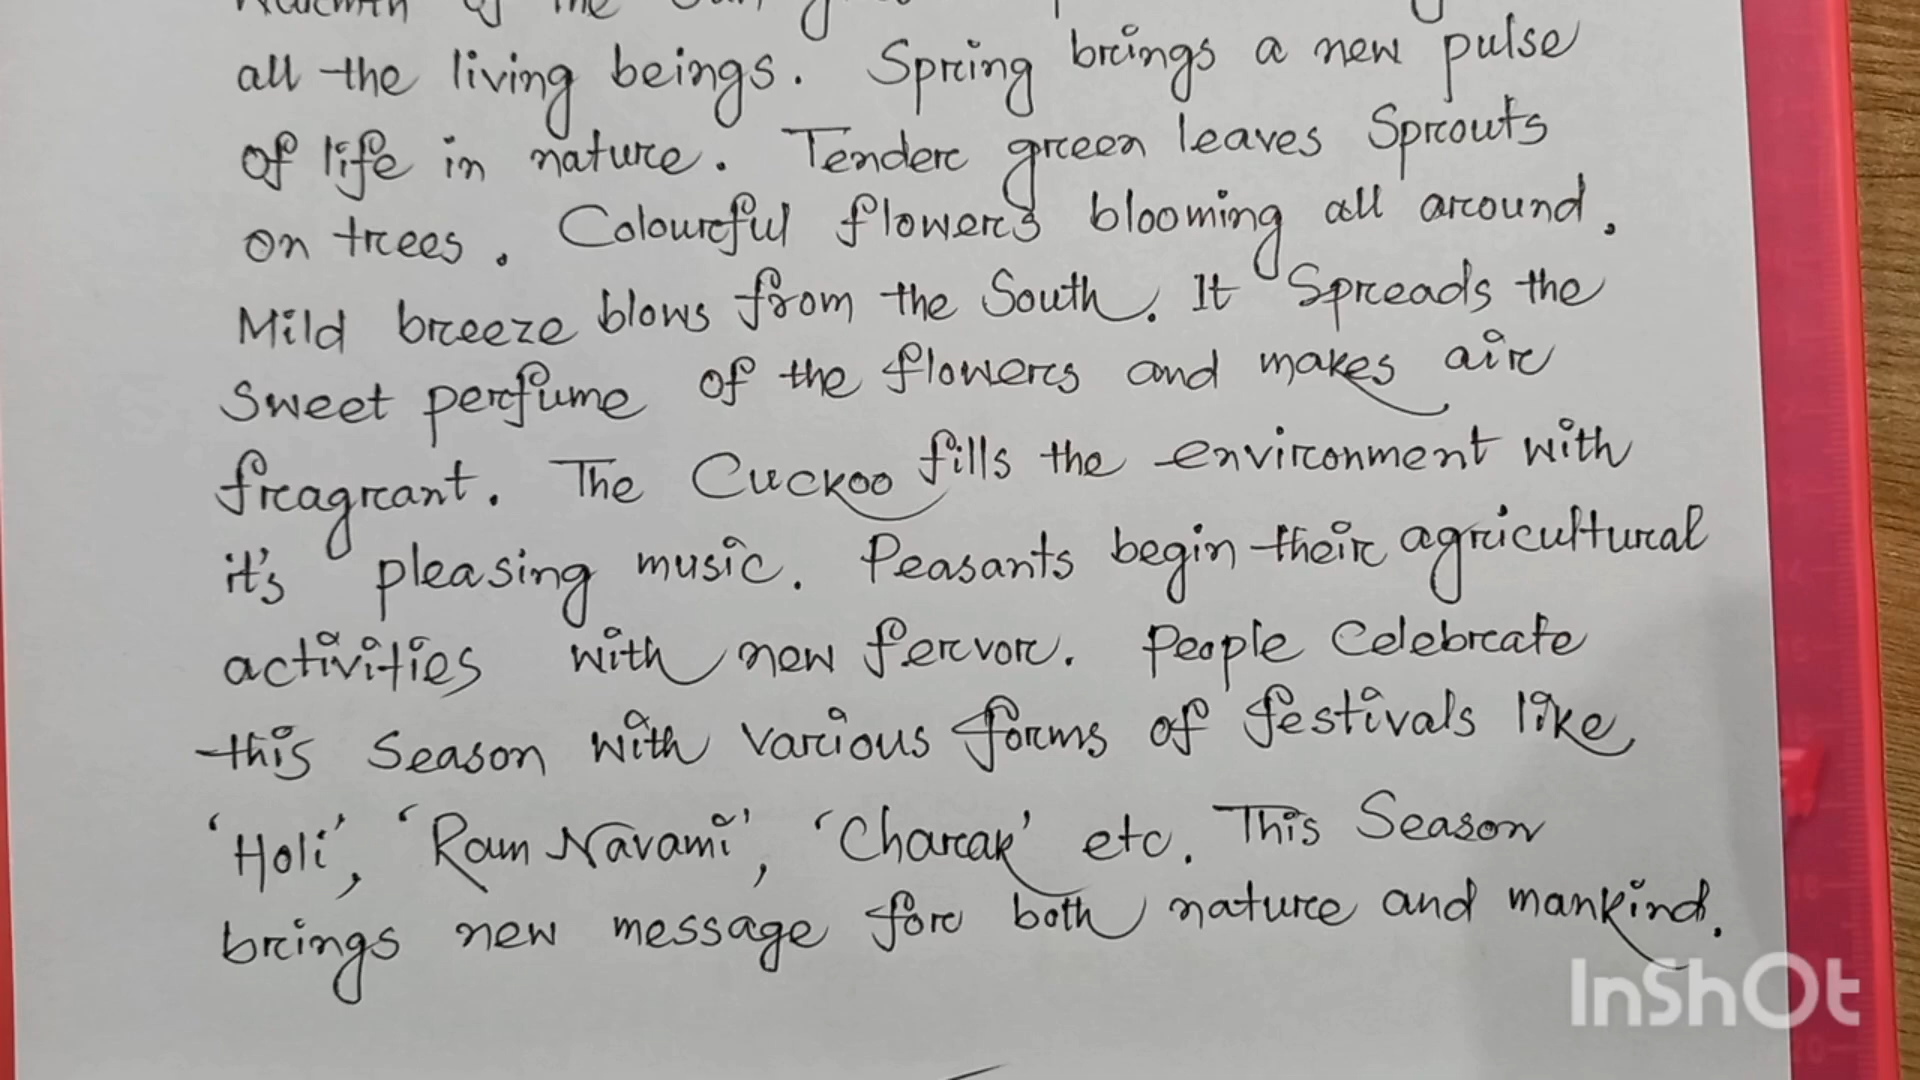 of the
all the living beings. Spring brings a new pulse
of life in nature. Tender green leaves Sprouts
on trees. Colourful flowers blooming all around.
Mild breeze blows from the South. It Spreads the
Sweet perfume of the flowers and makes air
fragrant. The Cuckoo fills the environment with
it's pleasing music. Peasants begin their agricultural
activities with new fervor. People Celebrate
this Season with various forms of festivals like
'Holi', 'Ram Navami', 'Charak' etc. This Season
brings new message for both nature and mankind.
InShOt